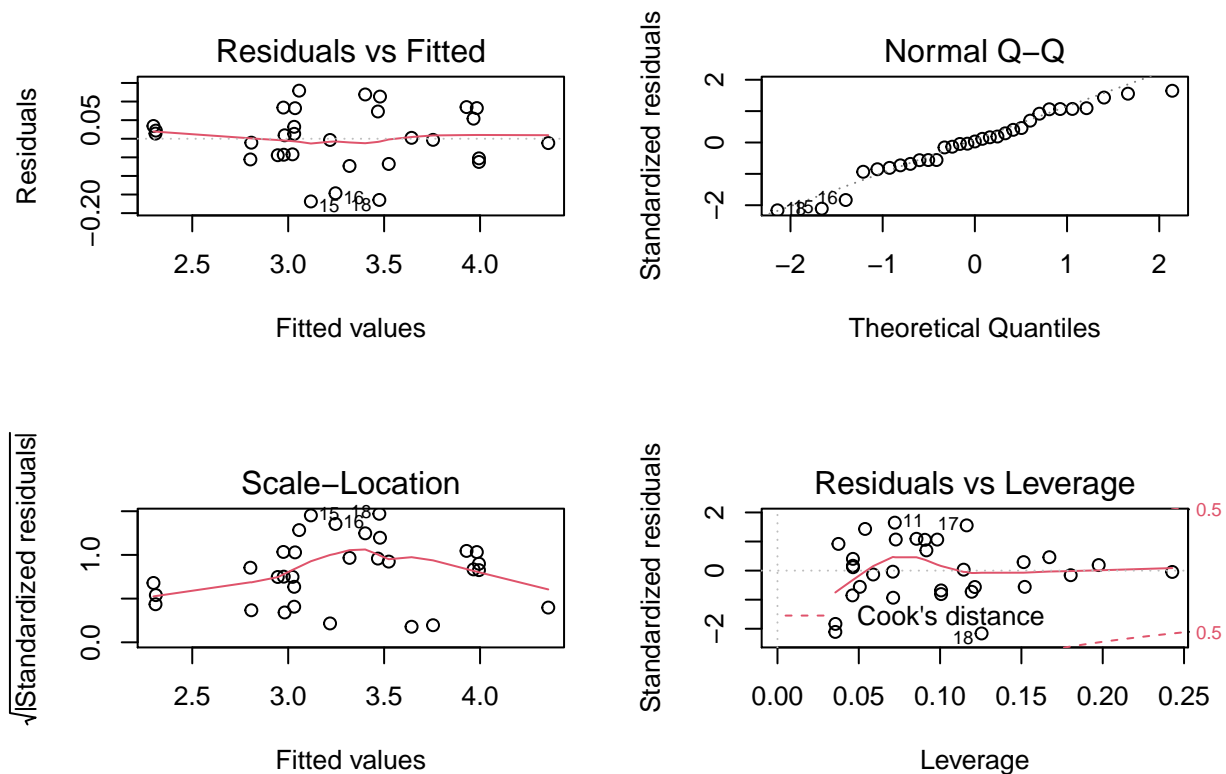 Residuals vs Fitted
Residuals
0.05
−0.20
15
16
18
2.5 3.0 3.5 4.0
Fitted values
Normal Q−Q
Standardized residuals
2
0
−2
15
16
−2 −1 0 1 2
Theoretical Quantiles
Scale−Location
√|Standardized residuals|
1.0
0.0
15
16
18
2.5 3.0 3.5 4.0
Fitted values
Residuals vs Leverage
Standardized residuals
2
0
−2
11
17
0.5
Cook's distance
18
0.5
0.00 0.05 0.10 0.15 0.20 0.25
Leverage